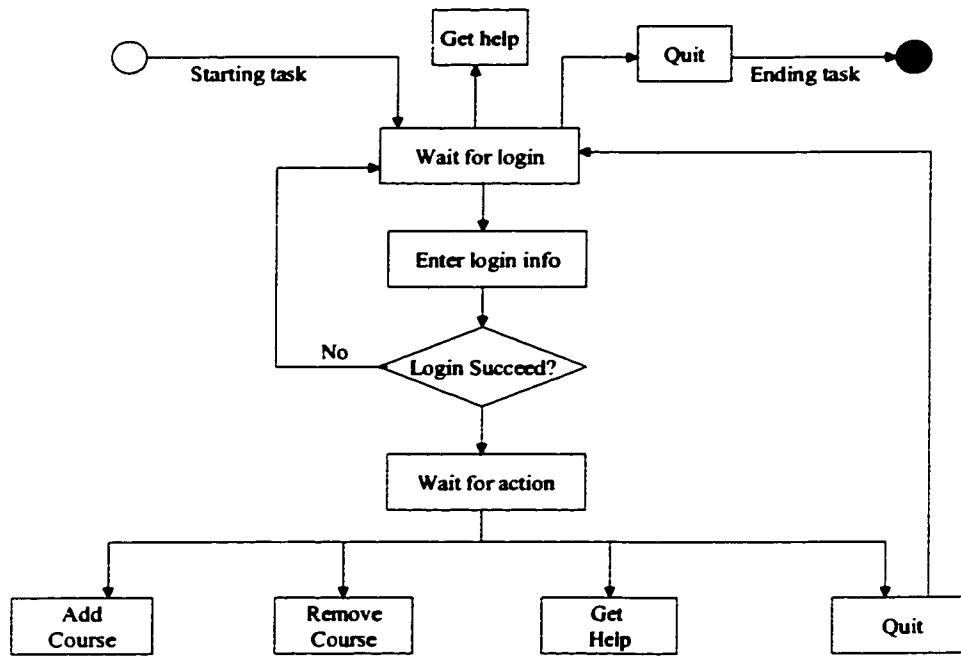 Get help
Quit
Starting task
Ending task
Wait for login
Enter login info
No
Login Succeed?
Wait for action
Add
Course
Remove
Course
Get
Help
Quit